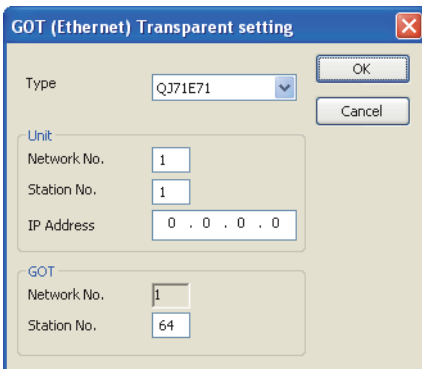 GOT (Ethernet) Transparent setting
Type
QJ71E71
OK
Cancel
Unit
Network No.
1
Station No.
1
IP Address
0 . 0 . 0 . 0
GOT
Network No.
1
Station No.
64